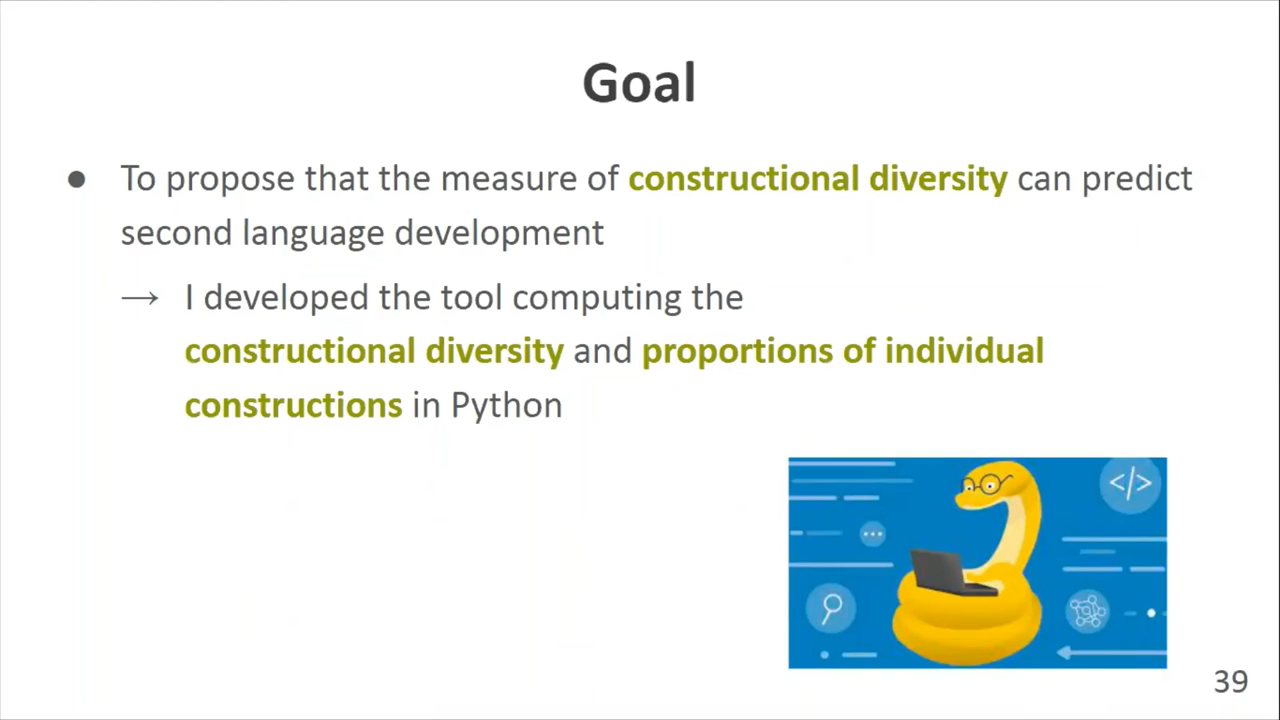 Goal
● To propose that the measure of constructional diversity can predict
second language development
→ I developed the tool computing the
constructional diversity and proportions of individual
constructions in Python
</>
39